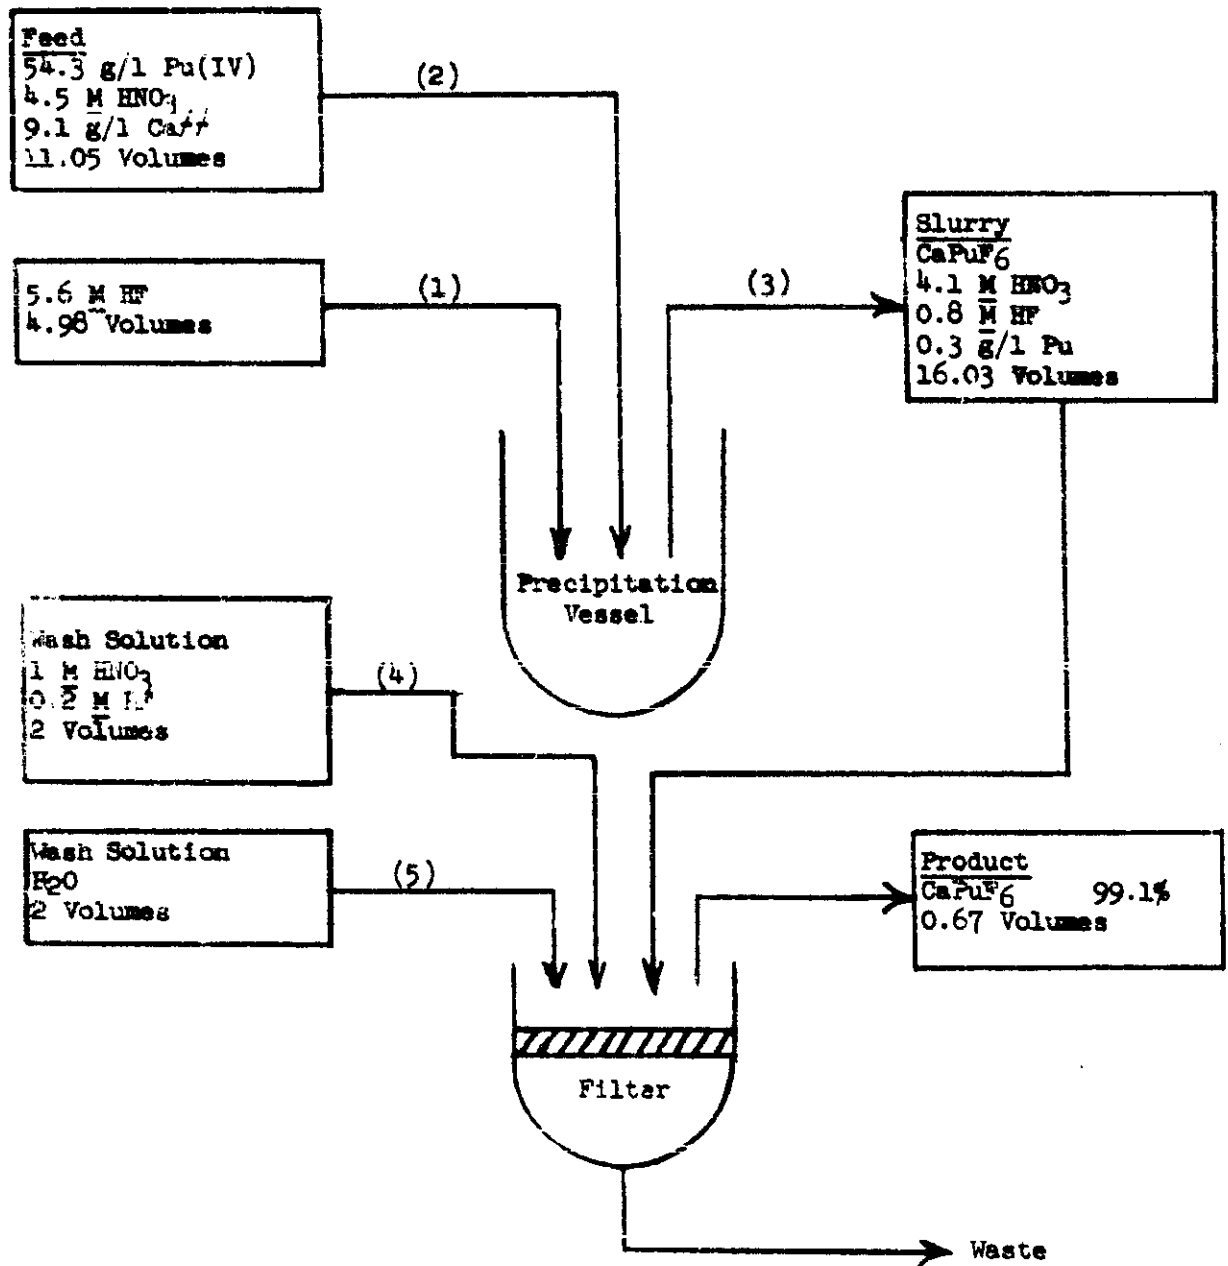 Feed
54.3 g/l Pu(IV)
4.5 M HNO3
9.1 g/l Ca++
11.05 Volumes
(2)
5.6 M HF
4.98 Volumes
(1)
(3)
Slurry
CaPuF6
4.1 M HNO3
0.8 M HF
0.3 g/l Pu
16.03 Volumes
Precipitation
Vessel
Wash Solution
1 M HNO3
0.2 M
2 Volumes
(4)
Wash Solution
H2O
2 Volumes
(5)
Product
CaPuF6 99.1%
0.67 Volumes
Filter
Waste